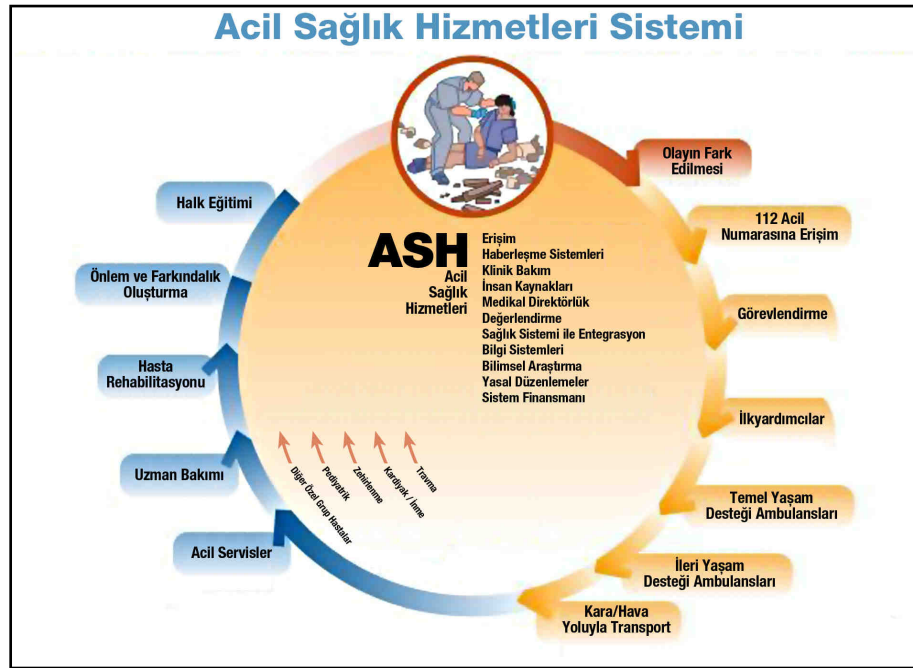 Acil Sağlık Hizmetleri Sistemi
Olayın Fark
Edilmesi
112 Acil
Numarasına Erişim
Görevlendirme
İlkyardımcılar
Temel Yaşam
Desteği Ambulansları
İleri Yaşam
Desteği Ambulansları
Kara/Hava
Yoluyla Transport
Acil Servisler
Uzman Bakımı
Hasta
Rehabilitasyonu
Önlem ve Farkındalık
Oluşturma
Halk Eğitimi
ASH
Acil
Sağlık
Hizmetleri
Erişim
Haberleşme Sistemleri
Klinik Bakım
İnsan Kaynakları
Medikal Direktörlük
Değerlendirme
Sağlık Sistemi ile Entegrasyon
Bilgi Sistemleri
Bilimsel Araştırma
Yasal Düzenlemeler
Sistem Finansmanı
Diğer Özel Grup Hastalar
Pediyatrik
Zehirlenme
Kardiyak / İnme
Travma